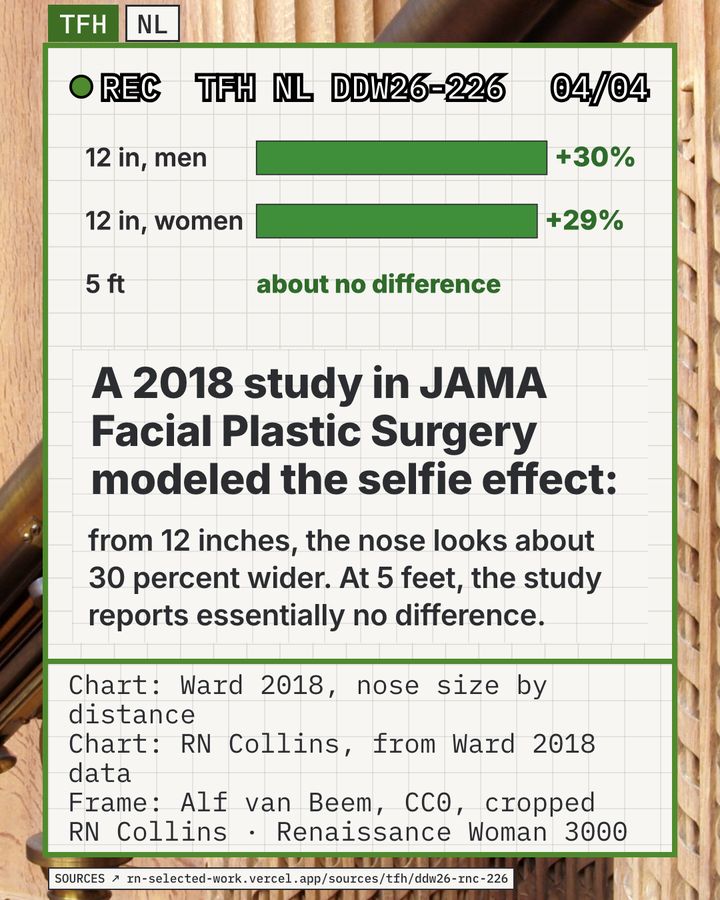 TFH NL
REC TFH NL DDW26-226 04/04
12 in, men +30%
12 in, women +29%
5 ft about no difference
A 2018 study in JAMA
Facial Plastic Surgery
modeled the selfie effect:
from 12 inches, the nose looks about
30 percent wider. At 5 feet, the study
reports essentially no difference.
Chart: Ward 2018, nose size by
distance
Chart: RN Collins, from Ward 2018
data
Frame: Alf van Beem, CC0, cropped
RN Collins · Renaissance Woman 3000
SOURCES ↗ rn-selected-work.vercel.app/sources/tfh/ddw26-rnc-226